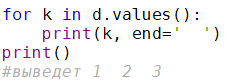 for k in d.values():
    print(k, end='  ')
print()
#выведет 1  2  3